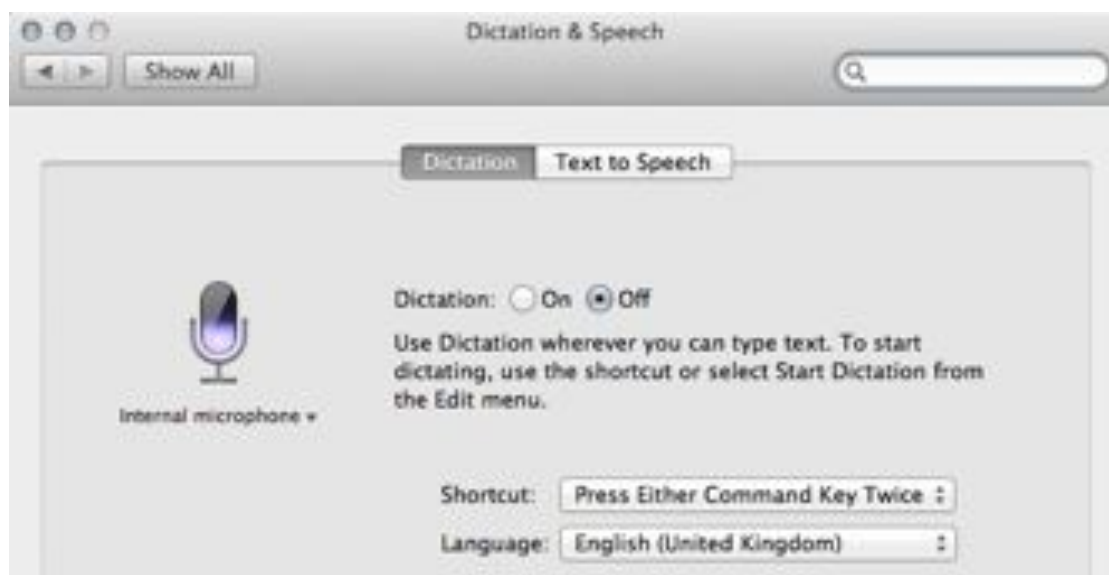 Dictation & Speech
Show All
Dictation
Text to Speech
Dictation: On Off
Use Dictation wherever you can type text. To start
dictating, use the shortcut or select Start Dictation from
the Edit menu.
Internal microphone
Shortcut: Press Either Command Key Twice
Language: English (United Kingdom)